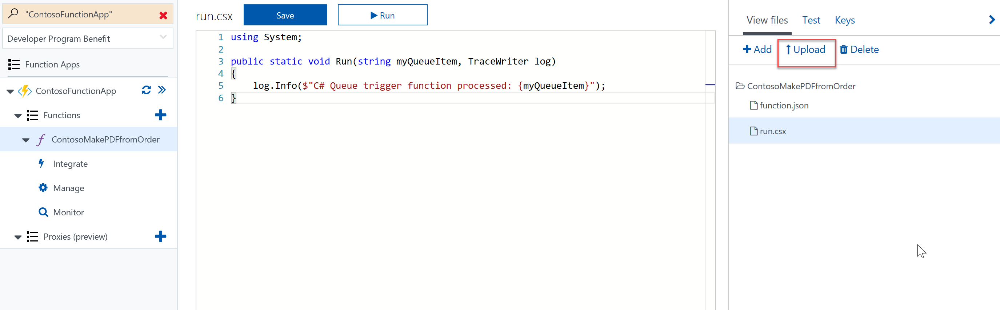 "ContosoFunctionApp"
Developer Program Benefit
Function Apps
ContosoFunctionApp
Functions
ContosoMakePDFfromOrder
Integrate
Manage
Monitor
Proxies (preview)
run.csx
Save
Run
1 using System;
2
3 public static void Run(string myQueueItem, TraceWriter log)
4 {
5     log.Info($"C# Queue trigger function processed: {myQueueItem}");
6 }
View files Test Keys
Add Upload Delete
ContosoMakePDFfromOrder
function.json
run.csx